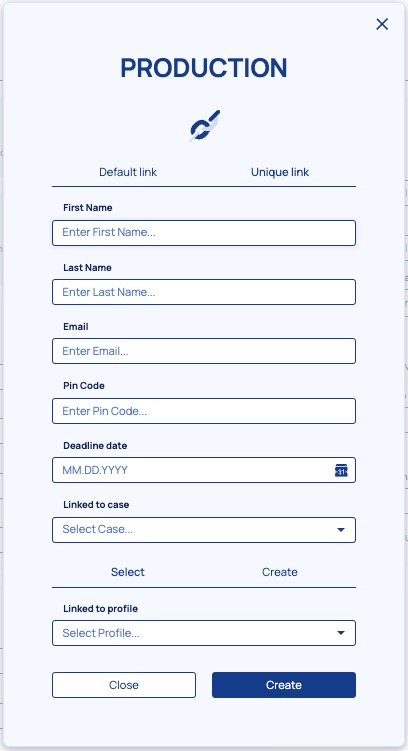 PRODUCTION
Default link
Unique link
First Name
Enter First Name...
Last Name
Enter Last Name...
Email
Enter Email...
Pin Code
Enter Pin Code...
Deadline date
MM.DD.YYYY
31
Linked to case
Select Case...
Select
Create
Linked to profile
Select Profile...
Close
Create